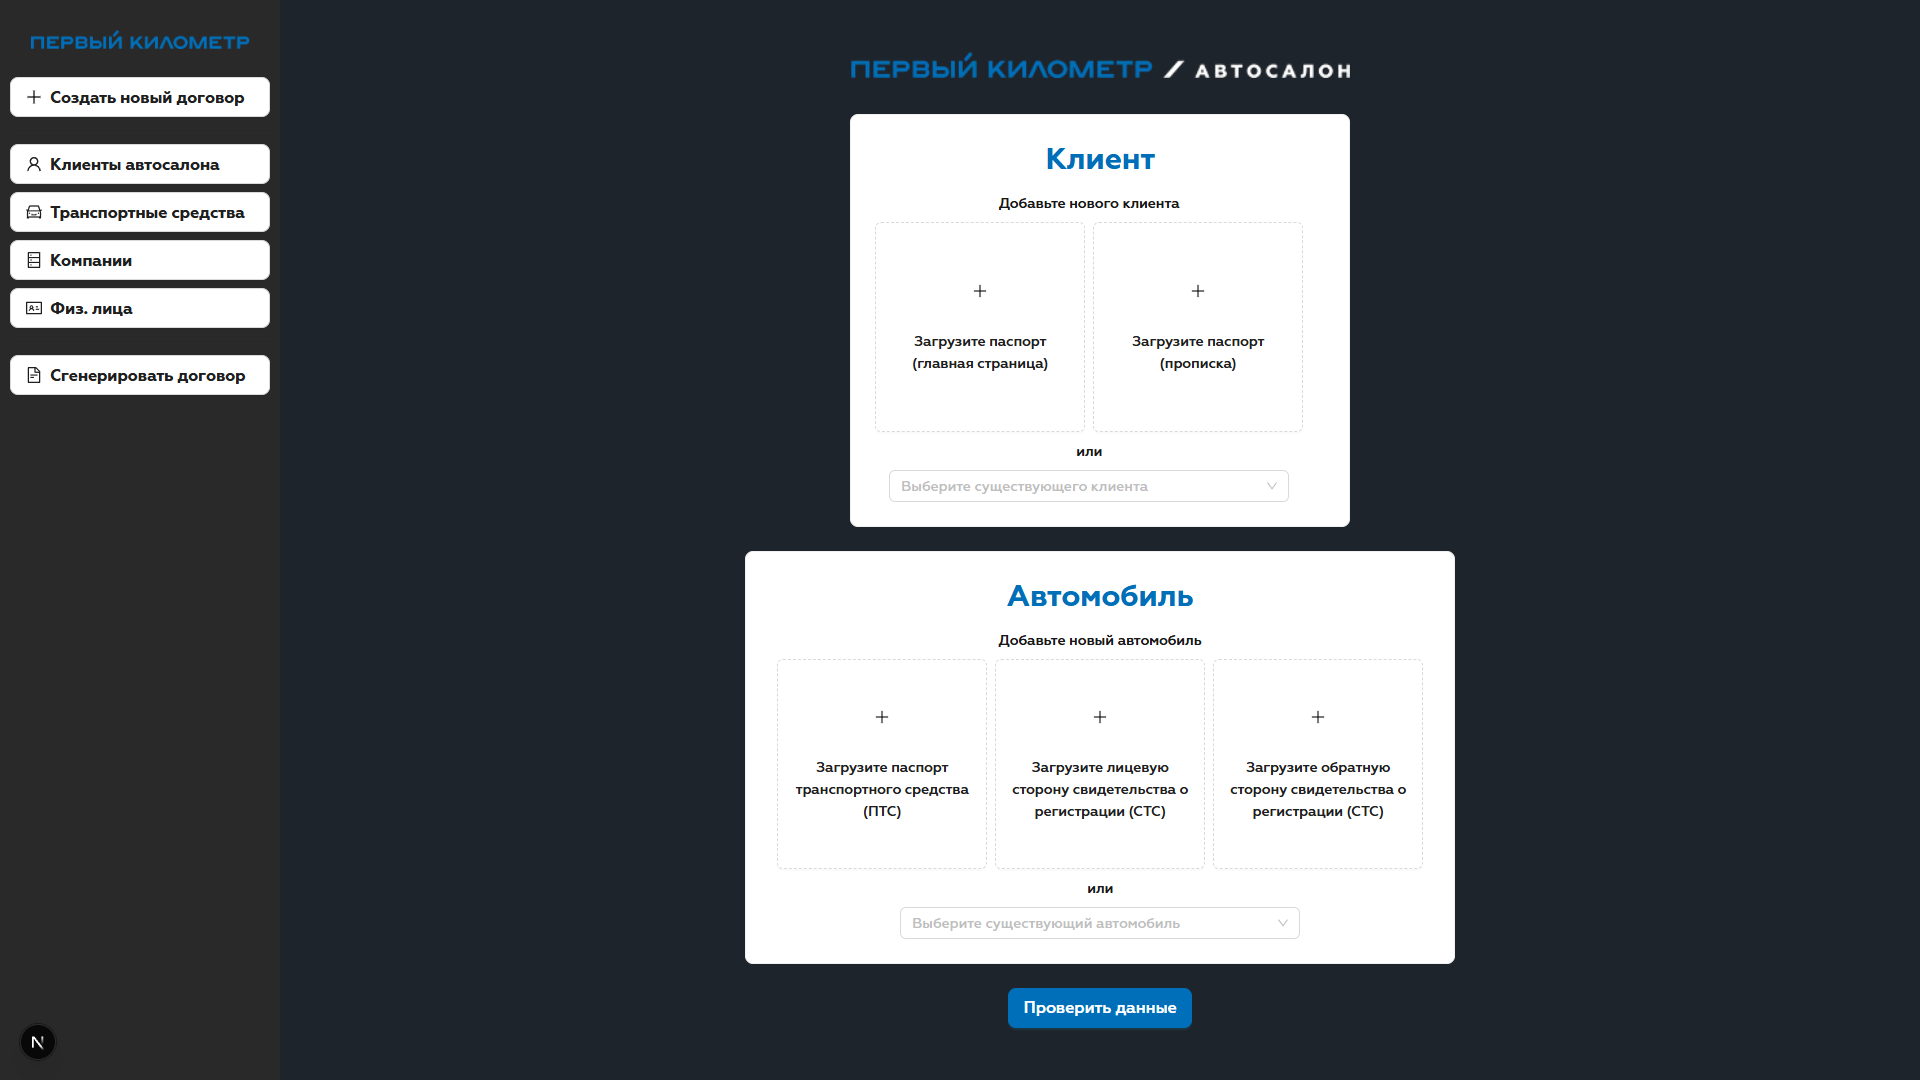 ПЕРВЫЙ КИЛОМЕТР
Создать новый договор
Клиенты автосалона
Транспортные средства
Компании
Физ. лица
Сгенерировать договор
ПЕРВЫЙ КИЛОМЕТР / АВТОСАЛОН
Клиент
Добавьте нового клиента
Загрузите паспорт
(главная страница)
Загрузите паспорт
(прописка)
или
Выберите существующего клиента
Автомобиль
Добавьте новый автомобиль
Загрузите паспорт
транспортного средства
(ПТС)
Загрузите лицевую
сторону свидетельства о
регистрации (СТС)
Загрузите обратную
сторону свидетельства о
регистрации (СТС)
или
Выберите существующий автомобиль
Проверить данные
N